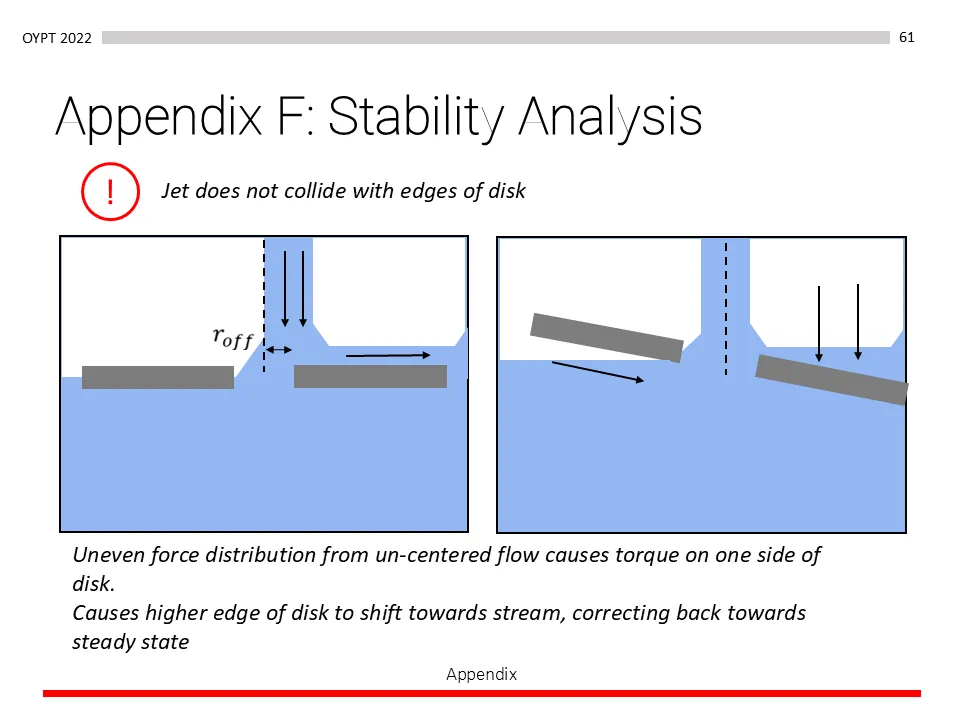 OYPT 2022
61
Appendix F: Stability Analysis
!
Jet does not collide with edges of disk
r_off
Uneven force distribution from un-centered flow causes torque on one side of
disk.
Causes higher edge of disk to shift towards stream, correcting back towards
steady state
Appendix